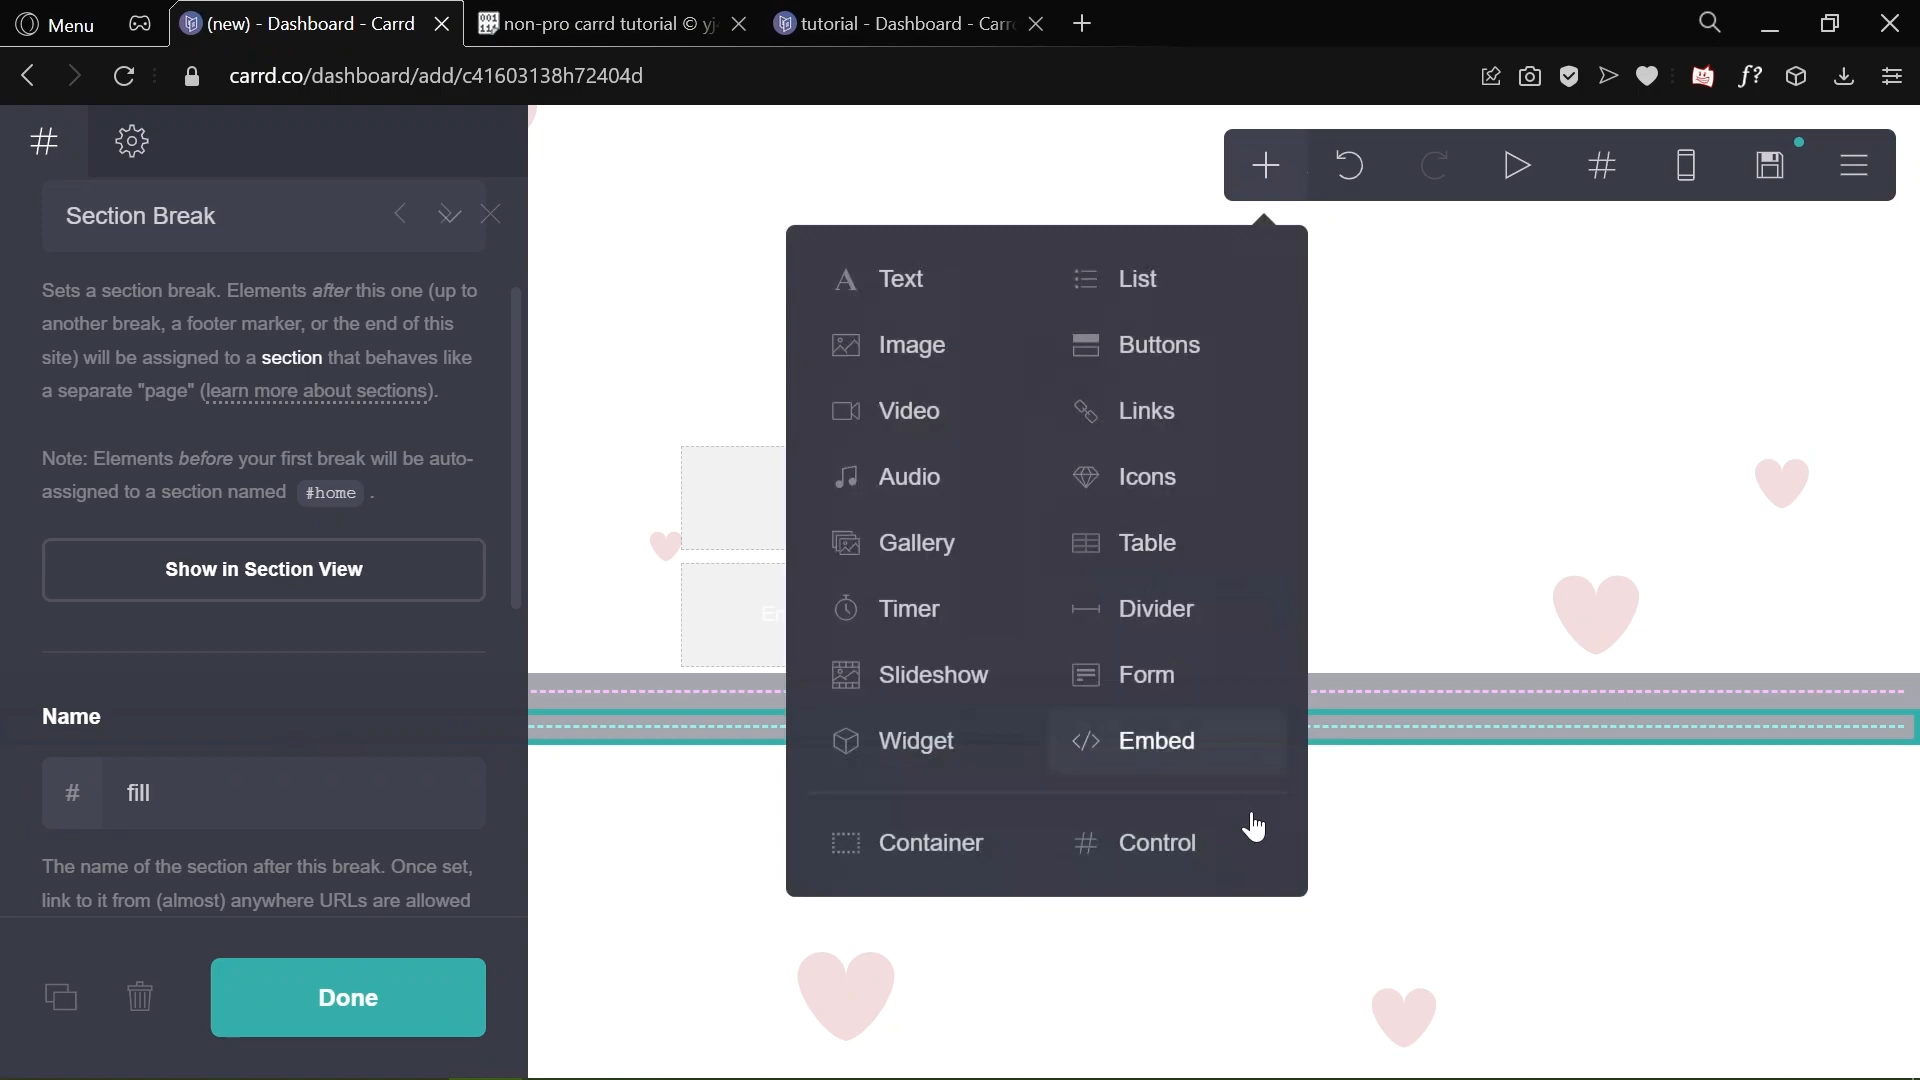 Menu
(new) - Dashboard - Carrd
non-pro carrd tutorial © yj
tutorial - Dashboard - Carr
carrd.co/dashboard/add/c41603138h72404d
Section Break
Sets a section break. Elements after this one (up to
another break, a footer marker, or the end of this
site) will be assigned to a section that behaves like
a separate "page" (learn more about sections).
Note: Elements before your first break will be auto-
assigned to a section named #home .
Show in Section View
Name
# fill
The name of the section after this break. Once set,
link to it from (almost) anywhere URLs are allowed
Done
Text
List
Image
Buttons
Video
Links
Audio
Icons
Gallery
Table
Timer
Divider
Slideshow
Form
Widget
Embed
Container
Control